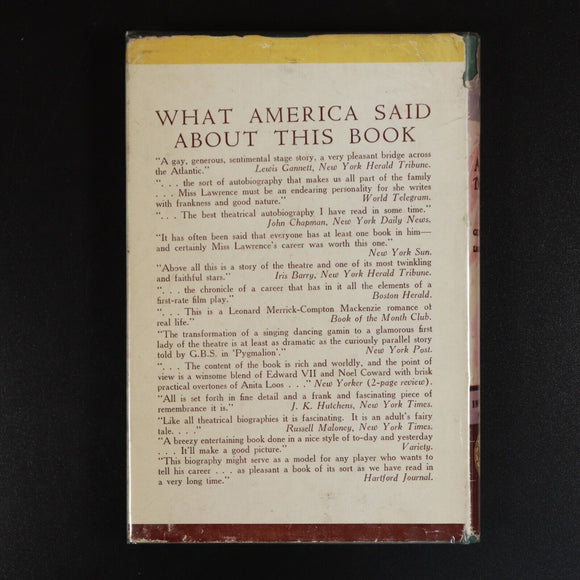 WHAT AMERICA SAID
ABOUT THIS BOOK
"A gay, generous, sentimental stage story, a very pleasant bridge across
the Atlantic." Lewis Gannett, New York Herald Tribune.
". . . the sort of autobiography that makes us all part of the family
. . . Miss Lawrence must be an endearing personality for she writes
with frankness and good nature." World Telegram.
". . . The best theatrical autobiography I have read in some time."
John Chapman, New York Daily News.
"It has often been said that everyone has at least one book in him—
and certainly Miss Lawrence's career was worth this one."
New York Sun.
"Above all this is a story of the theatre and one of its most twinkling
and faithful stars." Iris Barry, New York Herald Tribune.
". . . the chronicle of a career that has in it all the elements of a
first-rate film play." Boston Herald.
". . . This is a Leonard Merrick-Compton Mackenzie romance of
real life." Book of the Month Club.
"The transformation of a singing dancing gamin to a glamorous first
lady of the theatre is at least as dramatic as the curiously parallel story
told by G.B.S. in 'Pygmalion'." New York Post.
". . . The content of the book is rich and worldly, and the point of
view is a winsome blend of Edward VII and Noel Coward with brisk
practical overtones of Anita Loos . . ." New Yorker (2-page review).
"All is set forth in fine detail and a frank and fascinating piece of
remembrance it is." J. K. Hutchens, New York Times.
"Like all theatrical biographies it is fascinating. It is an adult's fairy
tale. . . ." Russell Maloney, New York Times.
"A breezy entertaining book done in a nice style of to-day and yesterday
. . . It'll make a good picture." Variety.
"This biography might serve as a model for any player who wants to
tell his career . . . as pleasant a book of its sort as we have read in
a very long time." Hartford Journal.